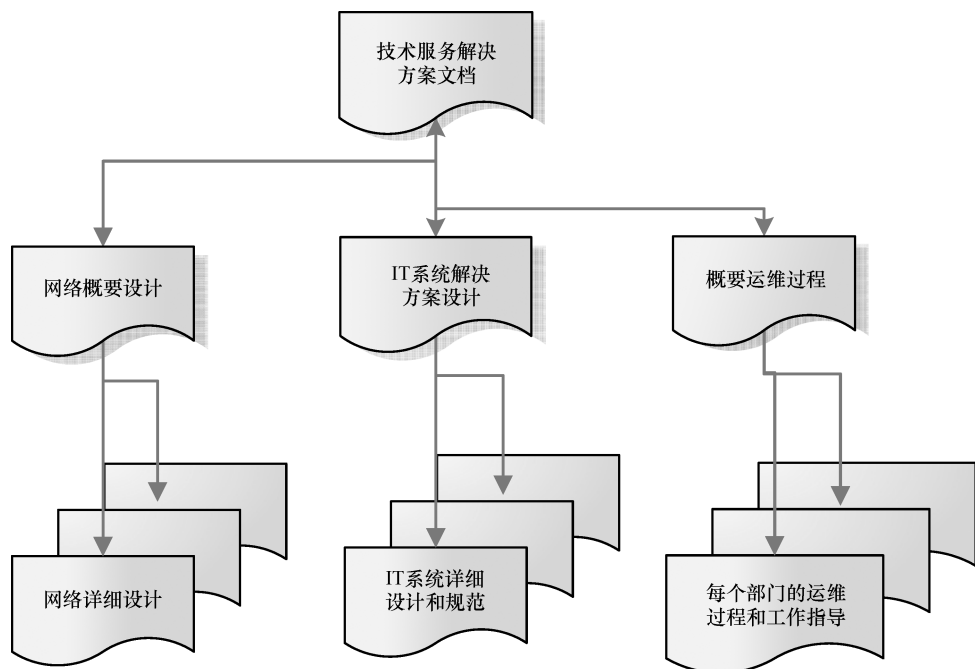 技术服务解决
方案文档
网络概要设计
IT系统解决
方案设计
概要运维过程
网络详细设计
IT系统详细
设计和规范
每个部门的运维
过程和工作指导